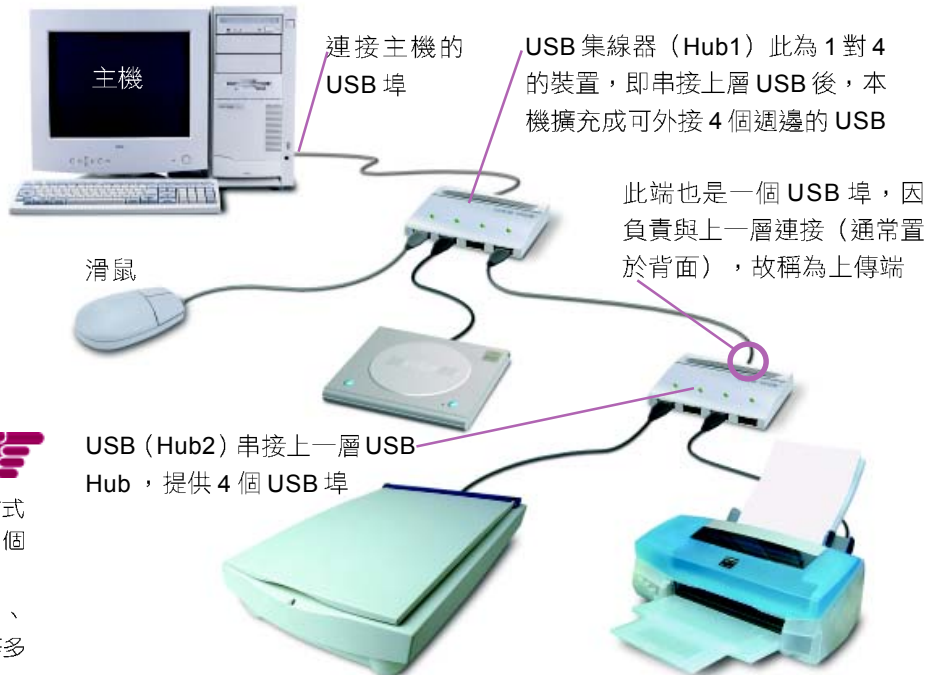 主機
連接主機的
USB 埠
USB 集線器（Hub1）此為 1 對 4
的裝置，即串接上層 USB 後，本
機擴充成可外接 4 個週邊的 USB
此端也是一個 USB 埠，因
負責與上一層連接（通常置
於背面），故稱為上傳端
滑鼠
USB（Hub2）串接上一層 USB
Hub ，提供 4 個 USB 埠
式
個
、
多